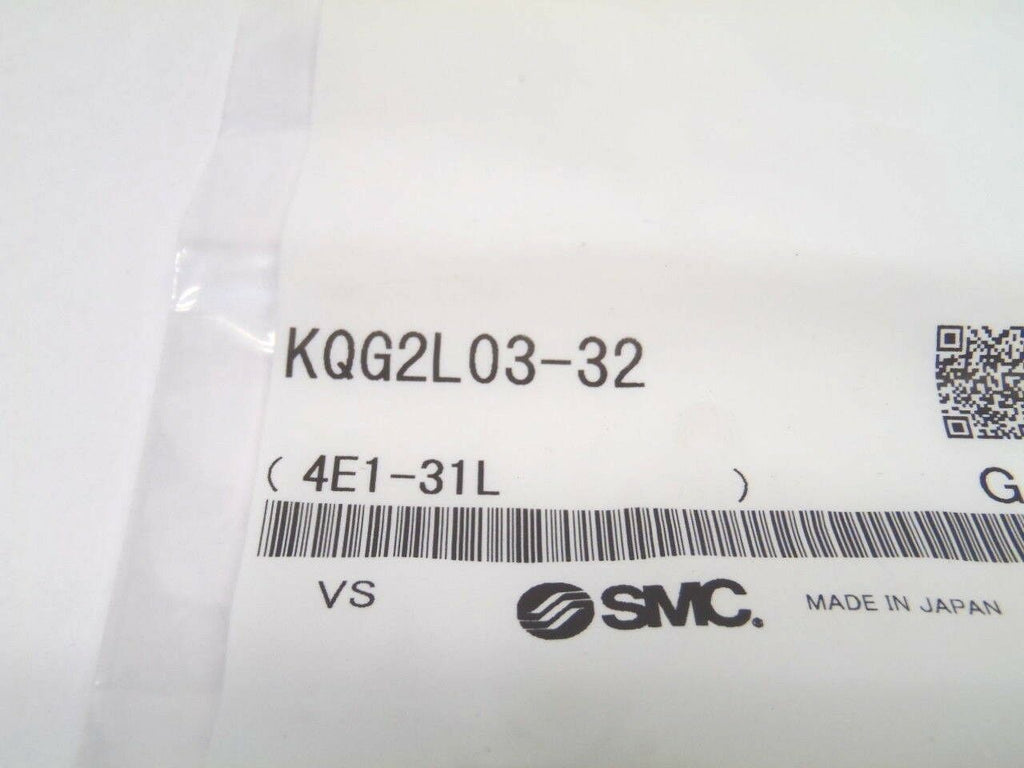 KQG2L03-32
( 4E1-31L )
G
VS SMC. MADE IN JAPAN